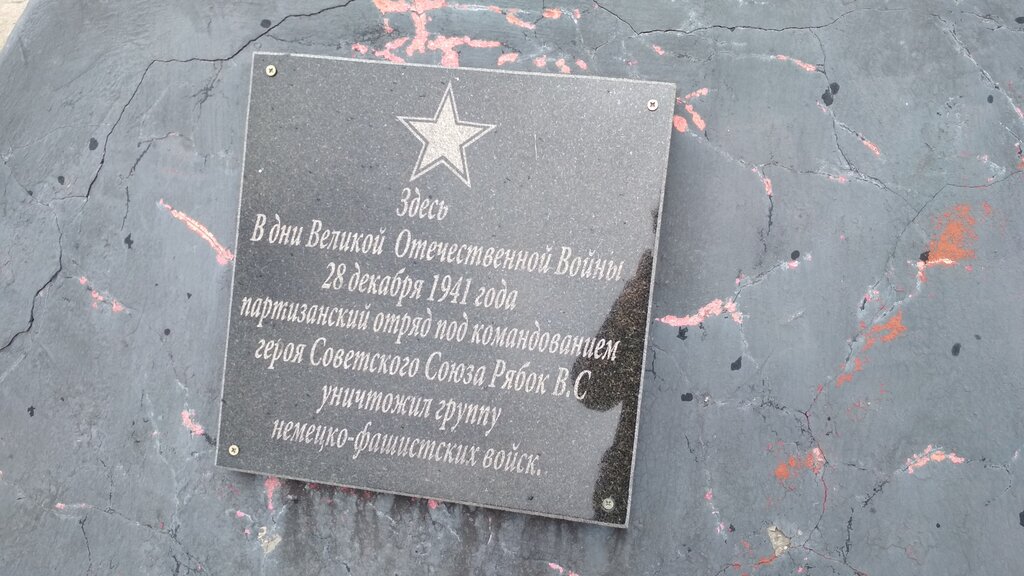 Здесь
В дни Великой Отечественной Войны
28 декабря 1941 года
партизанский отряд под командованием
героя Советского Союза Рябок В.С
уничтожил группу
немецко-фашистских войск.